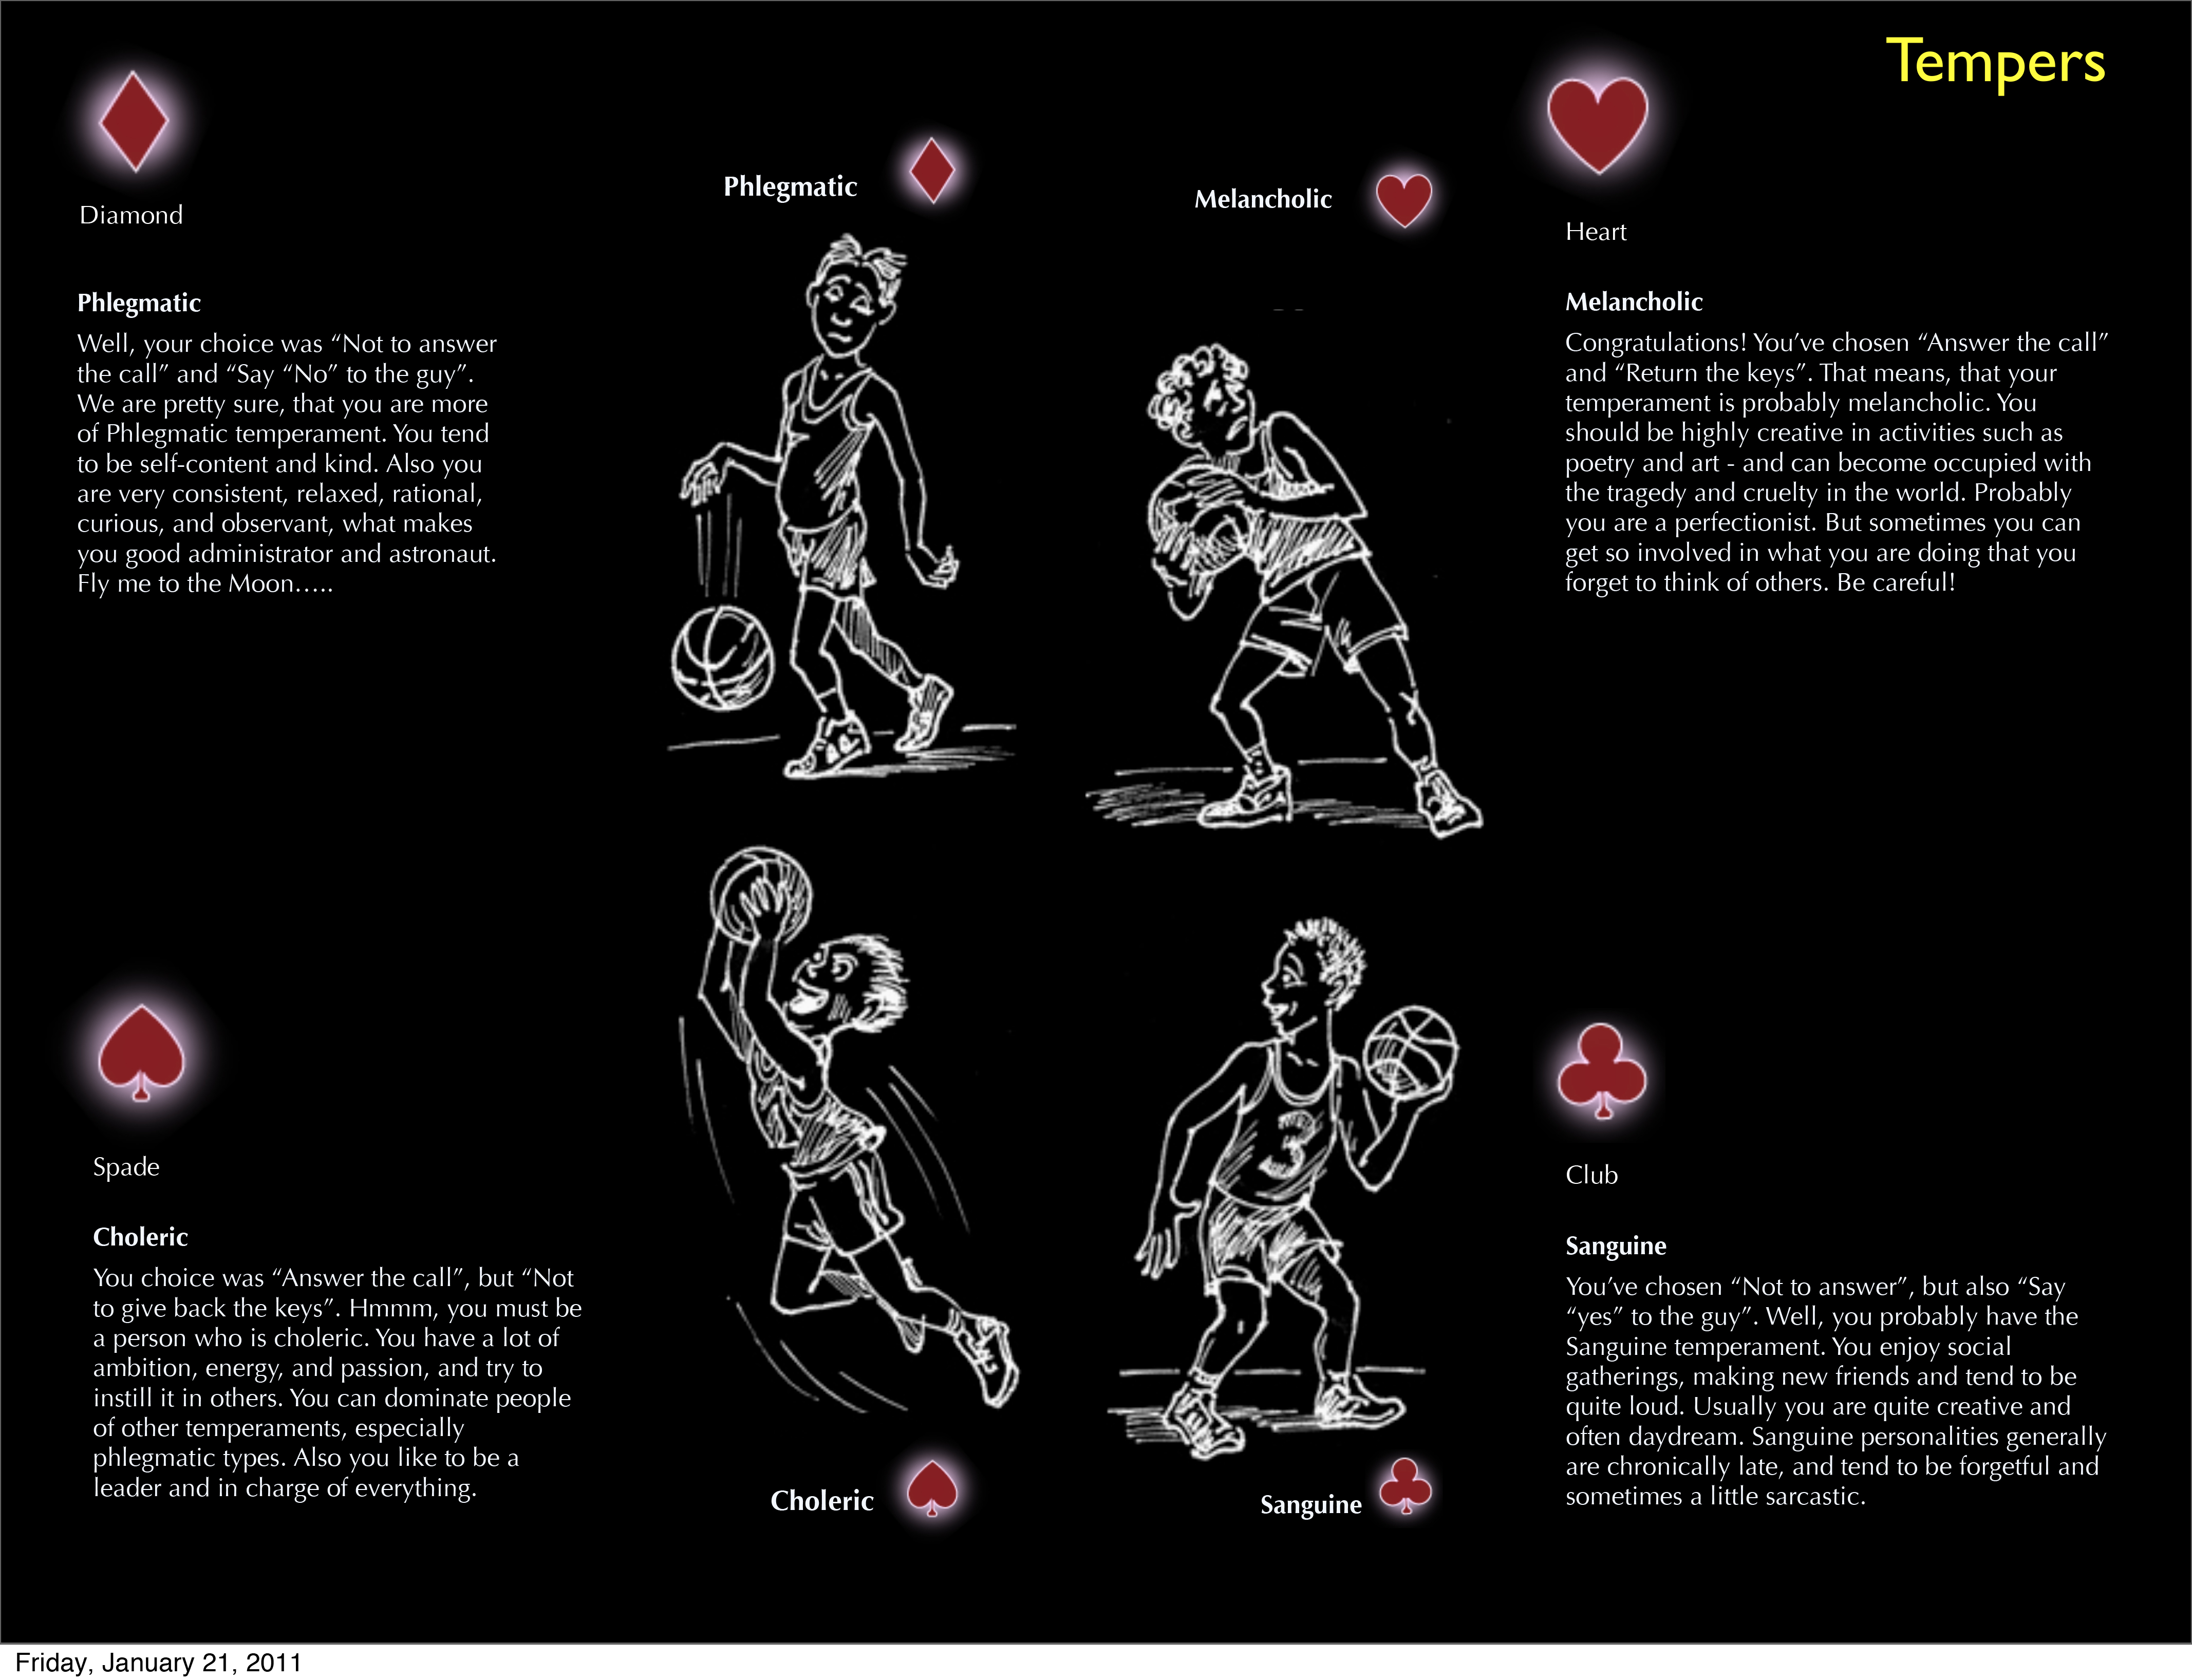 Tempers
Diamond
Phlegmatic
Well, your choice was “Not to answer
the call” and “Say “No” to the guy”.
We are pretty sure, that you are more
of Phlegmatic temperament. You tend
to be self-content and kind. Also you
are very consistent, relaxed, rational,
curious, and observant, what makes
you good administrator and astronaut.
Fly me to the Moon…..
Phlegmatic
Melancholic
Heart
Melancholic
Congratulations! You’ve chosen “Answer the call”
and “Return the keys”. That means, that your
temperament is probably melancholic. You
should be highly creative in activities such as
poetry and art - and can become occupied with
the tragedy and cruelty in the world. Probably
you are a perfectionist. But sometimes you can
get so involved in what you are doing that you
forget to think of others. Be careful!
Spade
Choleric
You choice was “Answer the call”, but “Not
to give back the keys”. Hmmm, you must be
a person who is choleric. You have a lot of
ambition, energy, and passion, and try to
instill it in others. You can dominate people
of other temperaments, especially
phlegmatic types. Also you like to be a
leader and in charge of everything.
Choleric
3
Sanguine
Club
Sanguine
You’ve chosen “Not to answer”, but also “Say
“yes” to the guy”. Well, you probably have the
Sanguine temperament. You enjoy social
gatherings, making new friends and tend to be
quite loud. Usually you are quite creative and
often daydream. Sanguine personalities generally
are chronically late, and tend to be forgetful and
sometimes a little sarcastic.
Friday, January 21, 2011